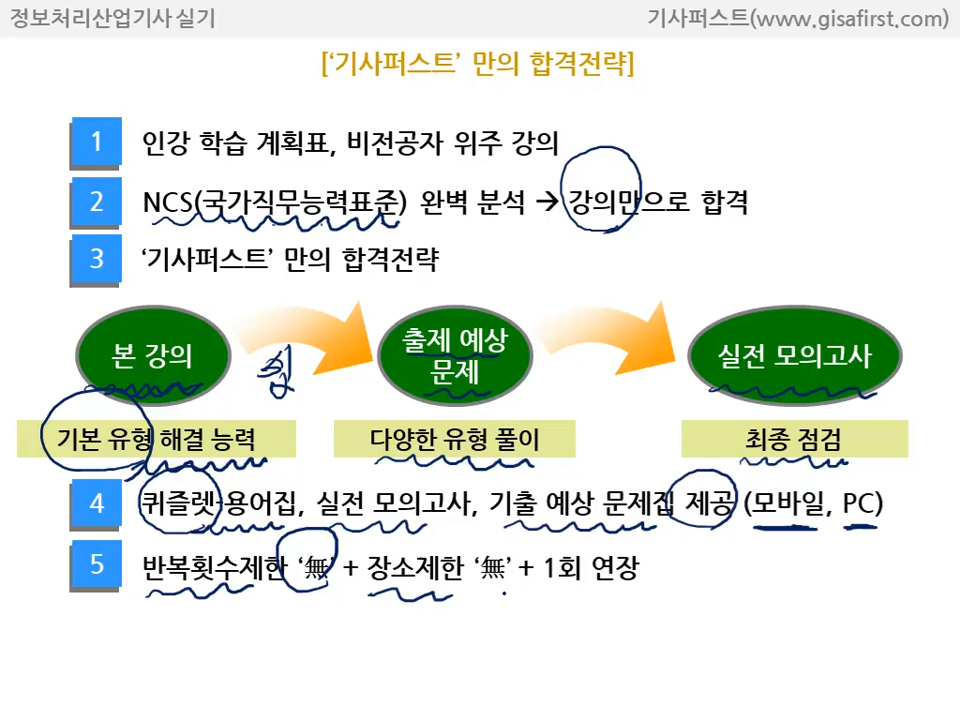 정보처리산업기사 실기
기사퍼스트(www.gisafirst.com)
[‘기사퍼스트’ 만의 합격전략]
1 인강 학습 계획표, 비전공자 위주 강의
2 NCS(국가직무능력표준) 완벽 분석 → 강의만으로 합격
3 ‘기사퍼스트’ 만의 합격전략
본 강의
힘
출제 예상
문제
실전 모의고사
기본 유형 해결 능력
다양한 유형 풀이
최종 점검
4 퀴즐렛-용어집, 실전 모의고사, 기출 예상 문제집 제공 (모바일, PC)
5 반복횟수제한 ‘無’ + 장소제한 ‘無’ + 1회 연장